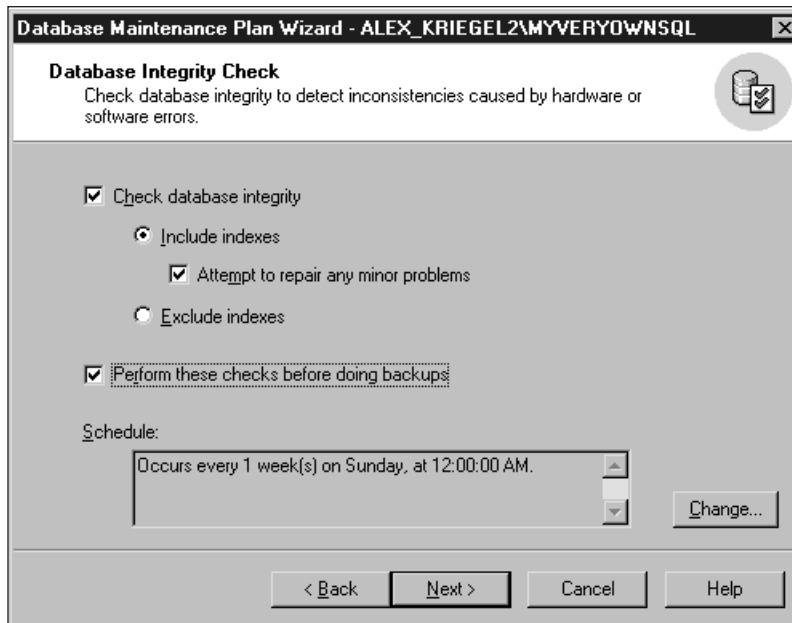 Database Maintenance Plan Wizard - ALEX_KRIEGEL2\MYVERYOWNSQL
Database Integrity Check
Check database integrity to detect inconsistencies caused by hardware or
software errors.
Check database integrity
Include indexes
Attempt to repair any minor problems
Exclude indexes
Perform these checks before doing backups
Schedule:
Occurs every 1 week(s) on Sunday, at 12:00:00 AM.
Change...
< Back
Next >
Cancel
Help